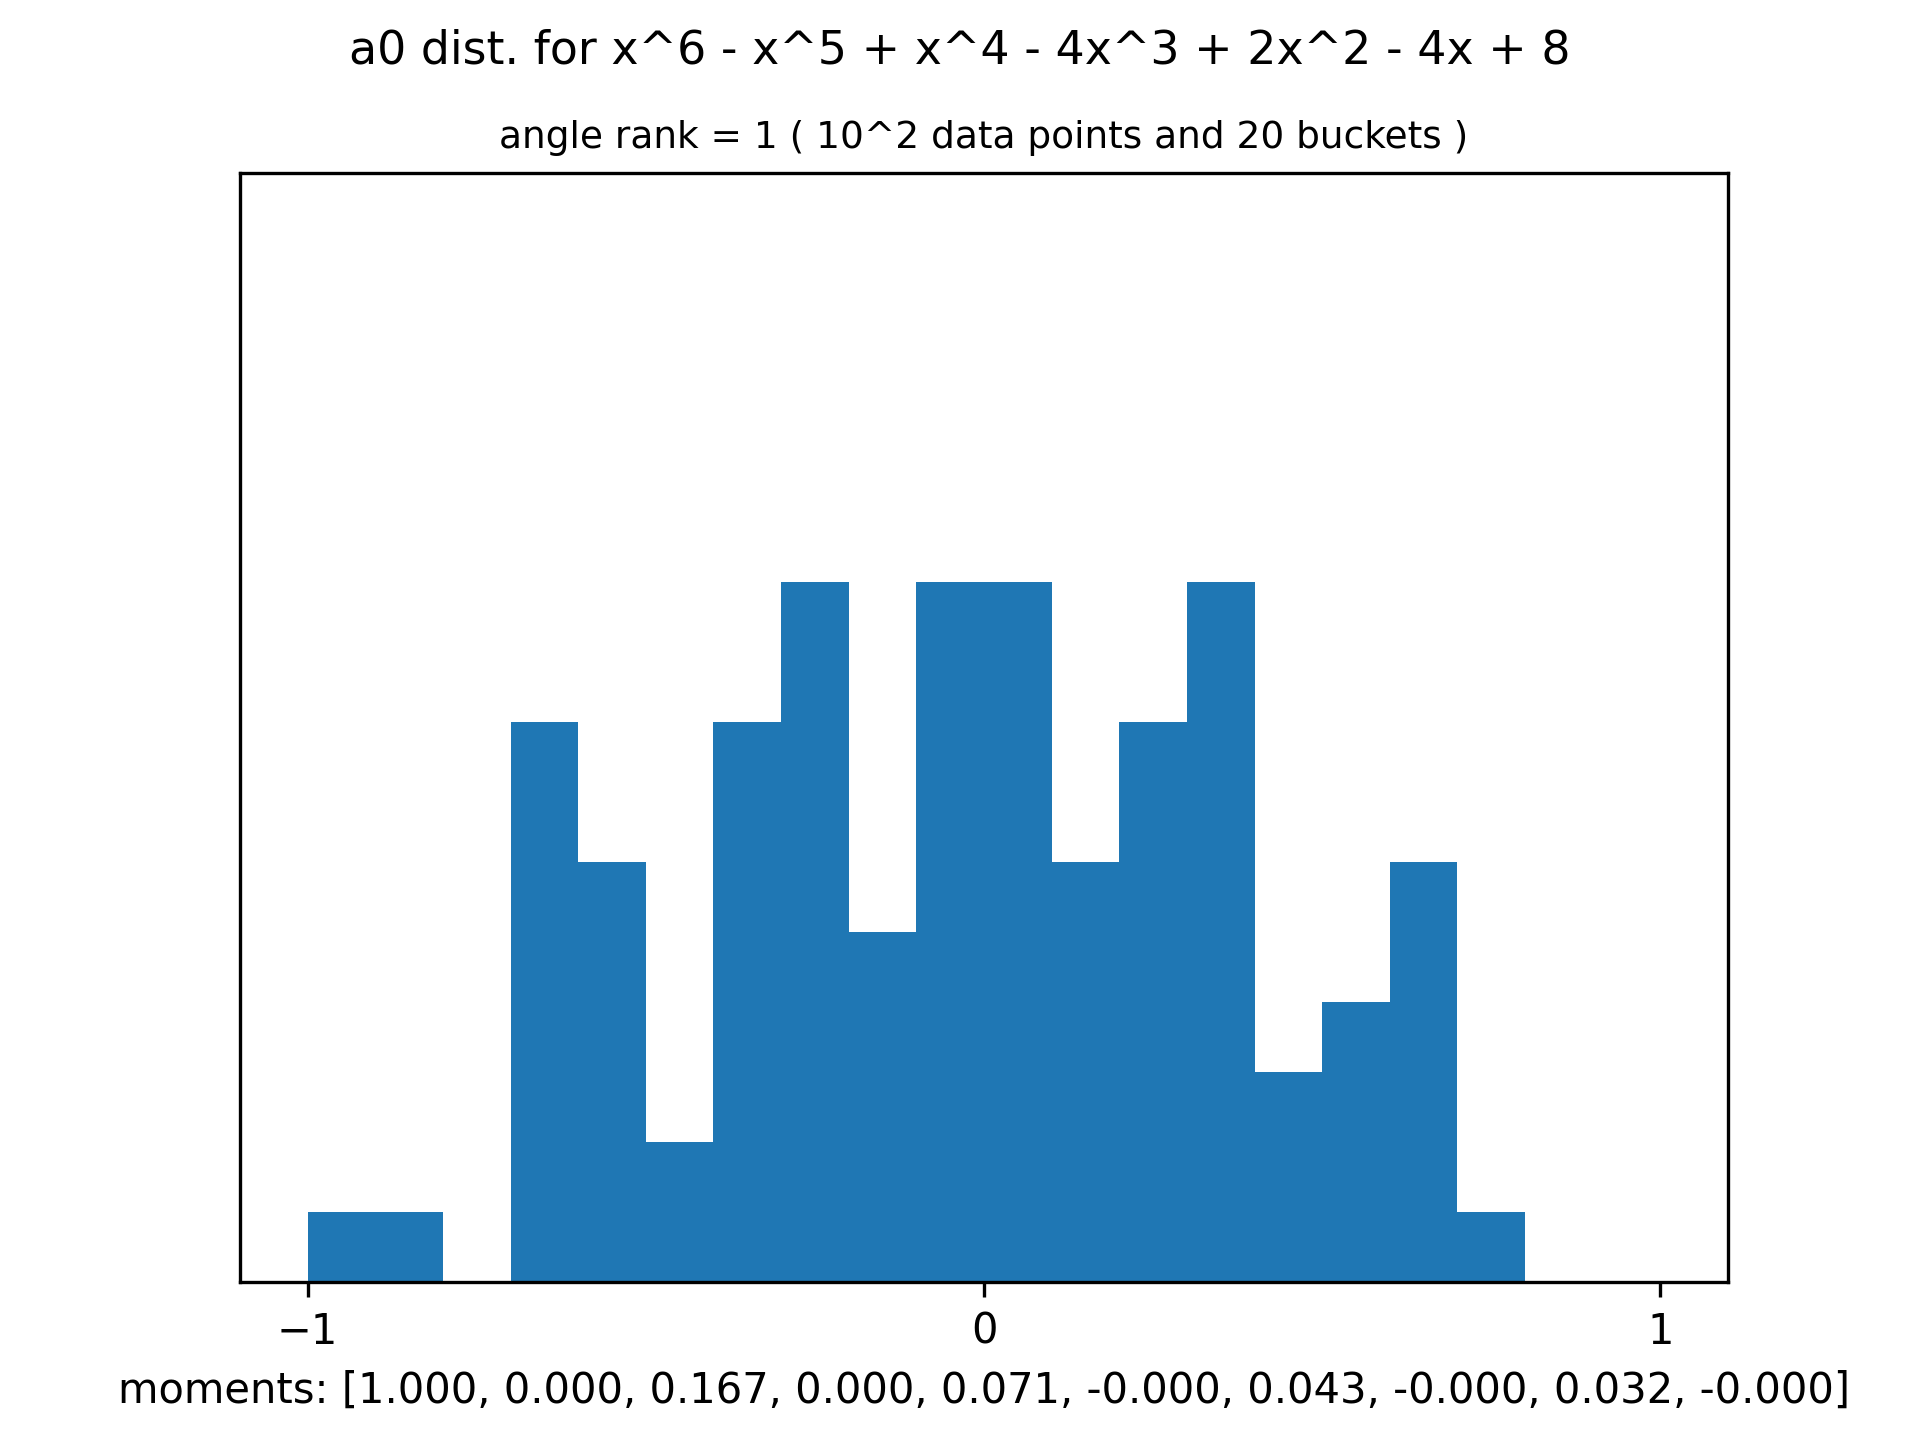 a0 dist. for x^6 - x^5 + x^4 - 4x^3 + 2x^2 - 4x + 8
angle rank = 1 ( 10^2 data points and 20 buckets )
−1 0 1
moments: [1.000, 0.000, 0.167, 0.000, 0.071, -0.000, 0.043, -0.000, 0.032, -0.000]